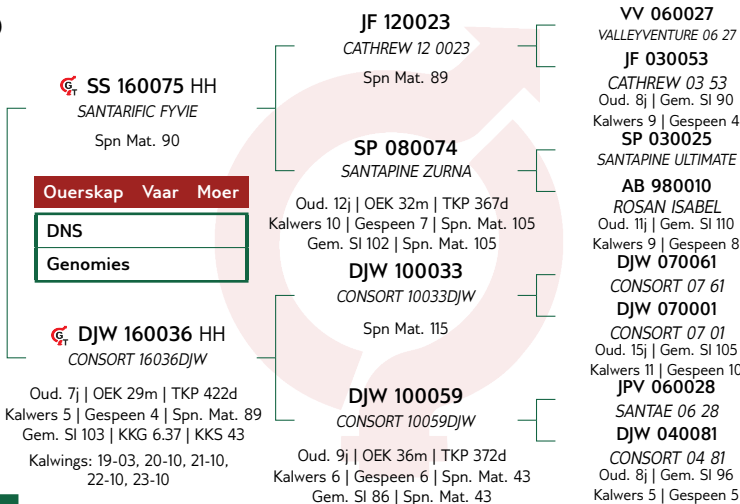 SS 160075 HH
SANTARIFIC FYVIE
Spn Mat. 90
Ouerskap Vaar Moer
DNS
Genomies
DJW 160036 HH
CONSORT 16036DJW
Oud. 7j | OEK 29m | TKP 422d
Kalwers 5 | Gespeen 4 | Spn. Mat. 89
Gem. SI 103 | KKG 6.37 | KKS 43
Kalwings: 19-03, 20-10, 21-10,
22-10, 23-10
JF 120023
CATHREW 12 0023
Spn Mat. 89
SP 080074
SANTAPINE ZURNA
Oud. 12j | OEK 32m | TKP 367d
Kalwers 10 | Gespeen 7 | Spn. Mat. 105
Gem. SI 102 | Spn. Mat. 105
DJW 100033
CONSORT 10033DJW
Spn Mat. 115
DJW 100059
CONSORT 10059DJW
Oud. 9j | OEK 36m | TKP 372d
Kalwers 6 | Gespeen 6 | Spn. Mat. 43
Gem. SI 86 | Spn. Mat. 43
VV 060027
VALLEYVENTURE 06 27
JF 030053
CATHREW 03 53
Oud. 8j | Gem. SI 90
Kalwers 9 | Gespeen 4
SP 030025
SANTAPINE ULTIMATE
AB 980010
ROSAN ISABEL
Oud. 11j | Gem. SI 110
Kalwers 9 | Gespeen 8
DJW 070061
CONSORT 07 61
DJW 070001
CONSORT 07 01
Oud. 15j | Gem. SI 105
Kalwers 11 | Gespeen 10
JPV 060028
SANTAE 06 28
DJW 040081
CONSORT 04 81
Oud. 8j | Gem. SI 96
Kalwers 5 | Gespeen 5